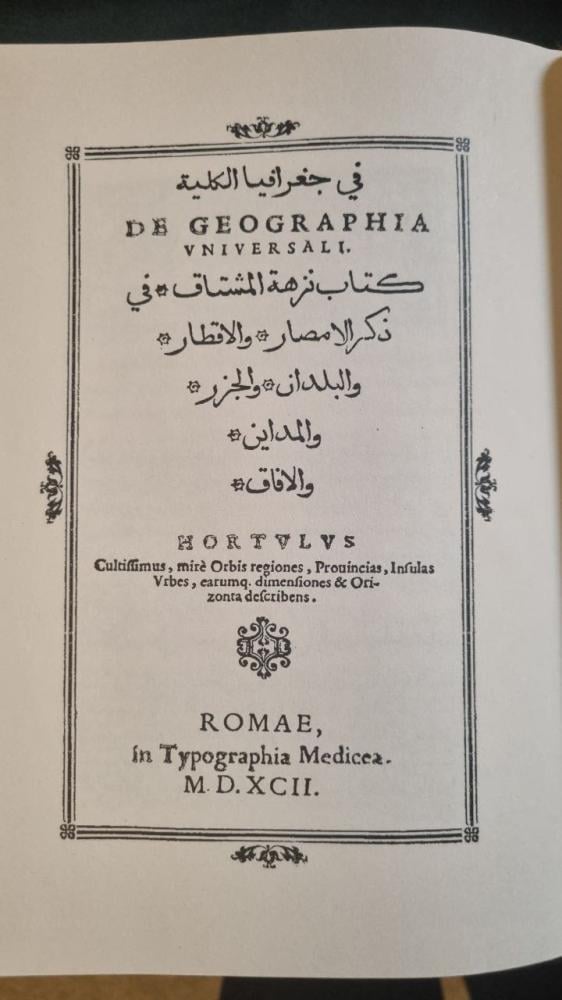 في جغرافيا الكلية
DE GEOGRAPHIA
VNIVERSALI.
كتاب نزهة المشتاق ۞ في
ذكر الامصار ۞ والاقطار ۞
والبلدان ۞ والجزر ۞
والمداين ۞
والافاق ۞
HORTVLVS
Cultiſſimus, mirè Orbis regiones, Prouincias, Inſulas
Vrbes, earumq. dimenſiones & Ori-
zonta deſcribens.
ROMAE,
in Typographia Medicea.
M. D. XCII.